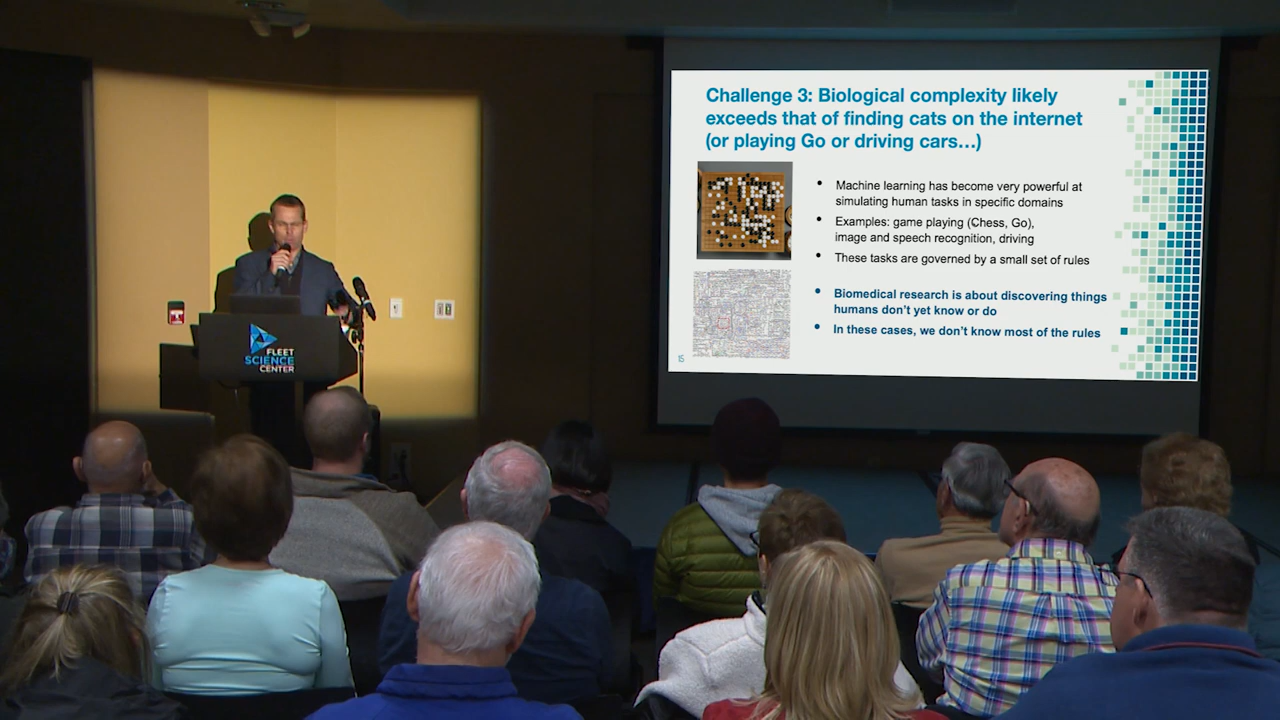 Challenge 3: Biological complexity likely
exceeds that of finding cats on the internet
(or playing Go or driving cars…)
• Machine learning has become very powerful at
simulating human tasks in specific domains
• Examples: game playing (Chess, Go),
image and speech recognition, driving
• These tasks are governed by a small set of rules
• Biomedical research is about discovering things
humans don’t yet know or do
• In these cases, we don’t know most of the rules
15
FLEET
SCIENCE
CENTER